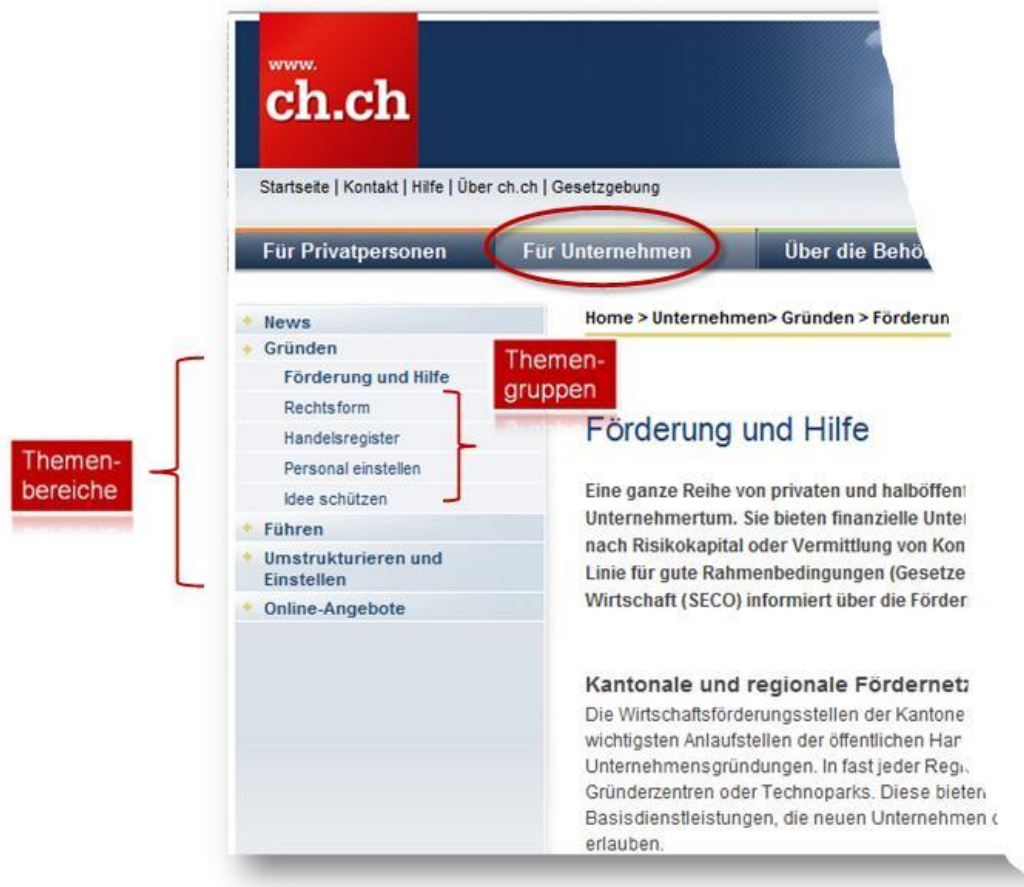 www.
ch.ch
Startseite | Kontakt | Hilfe | Über ch.ch | Gesetzgebung
Für Privatpersonen
Für Unternehmen
Über die Behö
News
Gründen
Förderung und Hilfe
Rechtsform
Handelsregister
Personal einstellen
Idee schützen
Führen
Umstrukturieren und
Einstellen
Online-Angebote
Themen-
bereiche
Themen-
gruppen
Home > Unternehmen> Gründen > Förderun
Förderung und Hilfe
Eine ganze Reihe von privaten und halböffent
Unternehmertum. Sie bieten finanzielle Unte
nach Risikokapital oder Vermittlung von Kon
Linie für gute Rahmenbedingungen (Gesetze
Wirtschaft (SECO) informiert über die Förder
Kantonale und regionale Fördernetz
Die Wirtschaftsförderungsstellen der Kantone
wichtigsten Anlaufstellen der öffentlichen Han
Unternehmensgründungen. In fast jeder Regi
Gründerzentren oder Technoparks. Diese bieten
Basisdienstleistungen, die neuen Unternehmen
erlauben.